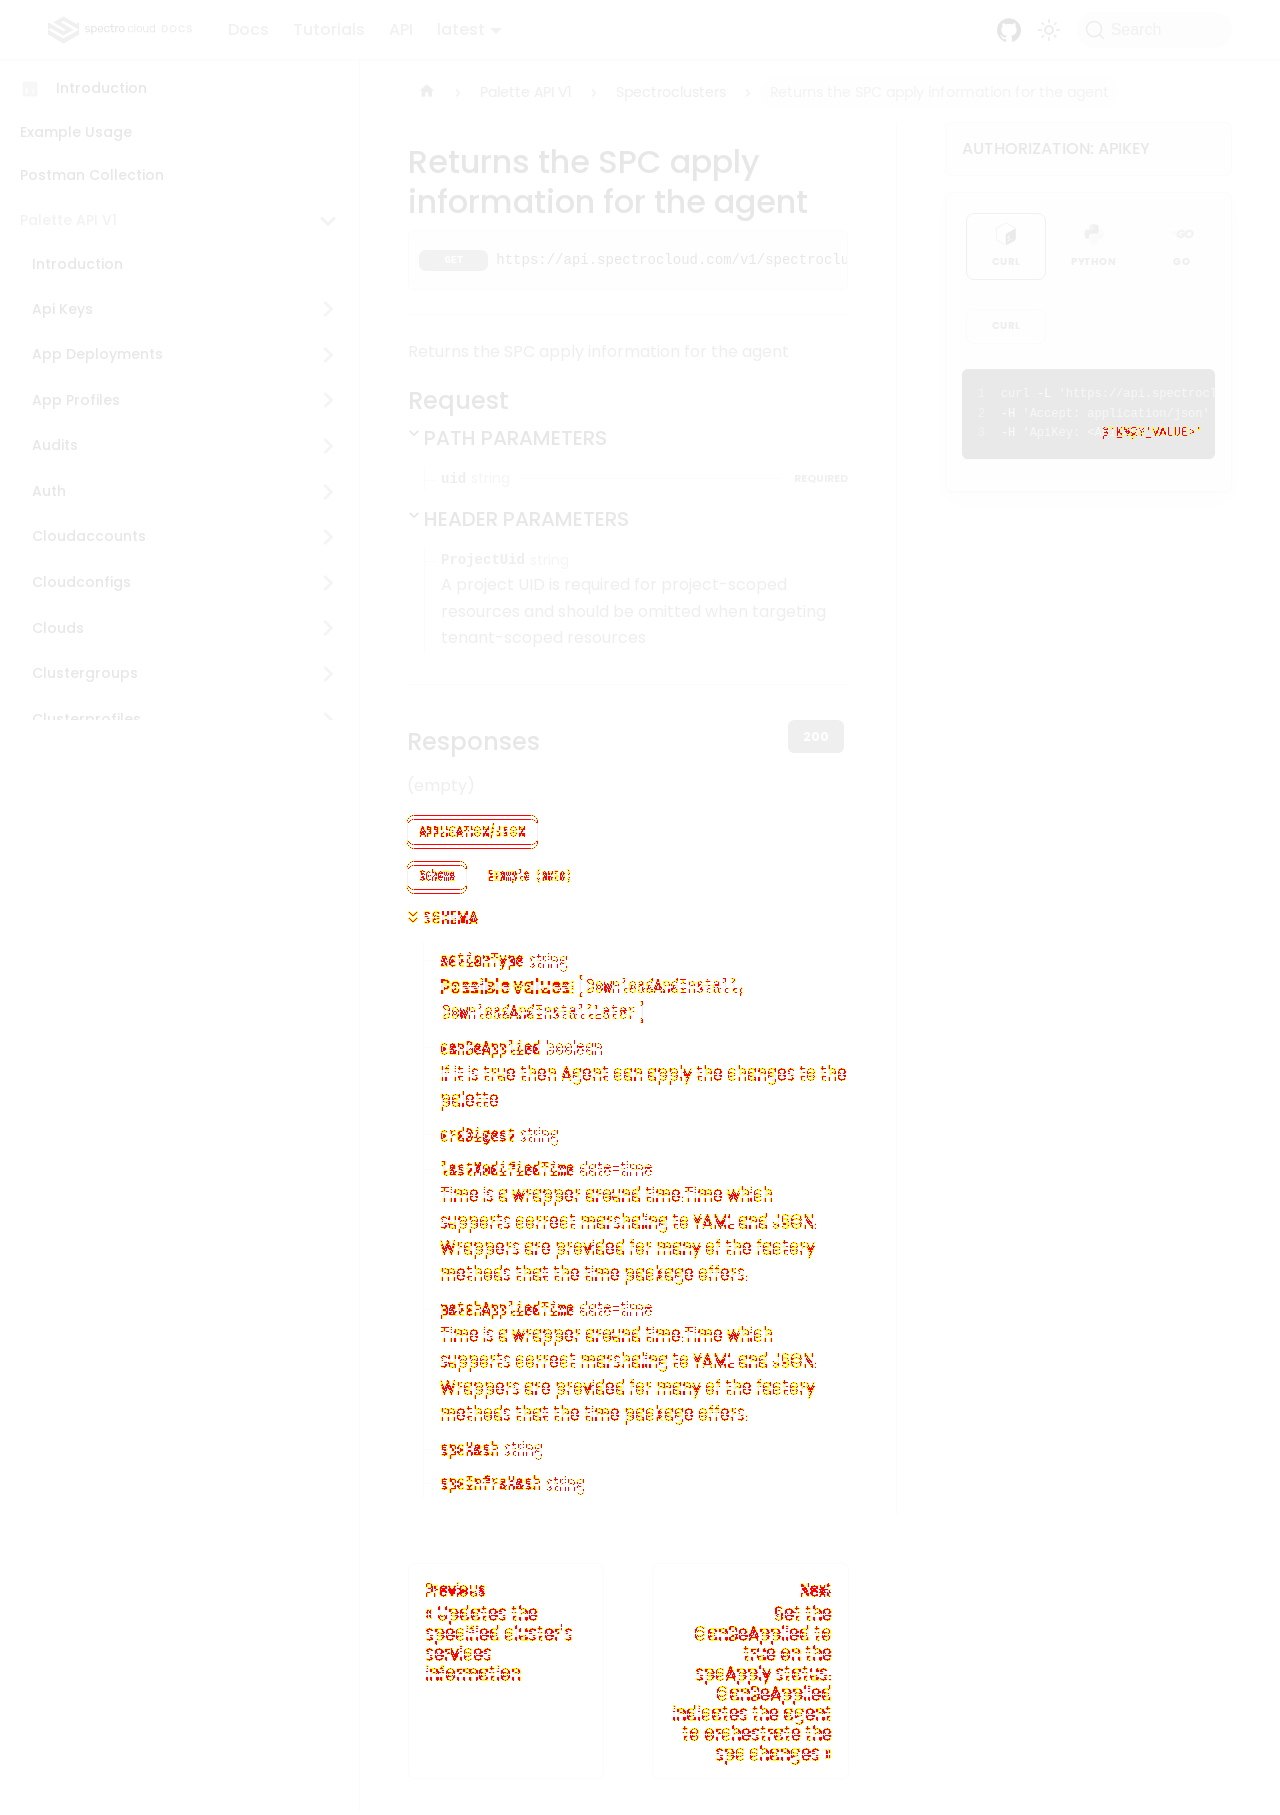 spectro cloud DOCS
Docs
Tutorials
API
latest
Search
Introduction
Example Usage
Postman Collection
Palette API V1
Introduction
Api Keys
App Deployments
App Profiles
Audits
Auth
Cloudaccounts
Cloudconfigs
Clouds
Clustergroups
Clusterprofiles
Palette API V1
Spectroclusters
Returns the SPC apply information for the agent
Returns the SPC apply
information for the agent
GET https://api.spectrocloud.com/v1/spectroclu
Returns the SPC apply information for the agent
Request
PATH PARAMETERS
uid string REQUIRED
HEADER PARAMETERS
ProjectUid string
A project UID is required for project-scoped
resources and should be omitted when targeting
tenant-scoped resources
Responses
200
(empty)
APPLICATION/JSON
Schema
Example (auto)
SCHEMA
actionType string
Possible values: [DownloadAndInstall,
DownloadAndInstallLater]
canBeApplied boolean
If it is true then Agent can apply the changes to the
palette
crdDigest string
lastModifiedTime date-time
Time is a wrapper around time.Time which
supports correct marshaling to YAML and JSON.
Wrappers are provided for many of the factory
methods that the time package offers.
patchAppliedTime date-time
Time is a wrapper around time.Time which
supports correct marshaling to YAML and JSON.
Wrappers are provided for many of the factory
methods that the time package offers.
spcHash string
spcInfraHash string
Previous
« Updates the
specified cluster's
services
information
Next
Set the
CanBeApplied to
true on the
spcApply status.
CanBeApplied
indicates the agent
to orchestrate the
spc changes »
AUTHORIZATION: APIKEY
CURL
PYTHON
GO
GO
CURL
1 curl -L 'https://api.spectrocl
2 -H 'Accept: application/json'
3 -H 'ApiKey: